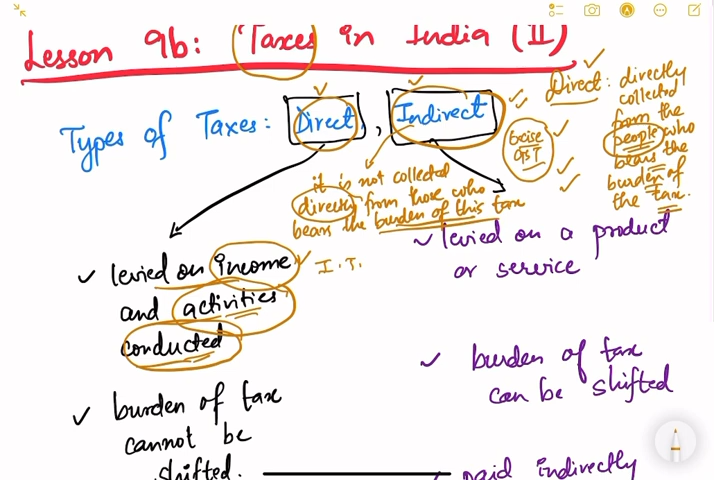 Lesson 9b: Taxes in India (II)
Types of Taxes: Direct, Indirect
Direct: directly
collected
from the
people who
bears the
burden of
the tax.
Excise
GST
it is not collected
directly from those who
bears the burden of this tax
levied on income
and activities
conducted
I.T.
burden of tax
cannot be
shifted.
levied on a product
or service
burden of tax
can be shifted
paid indirectly